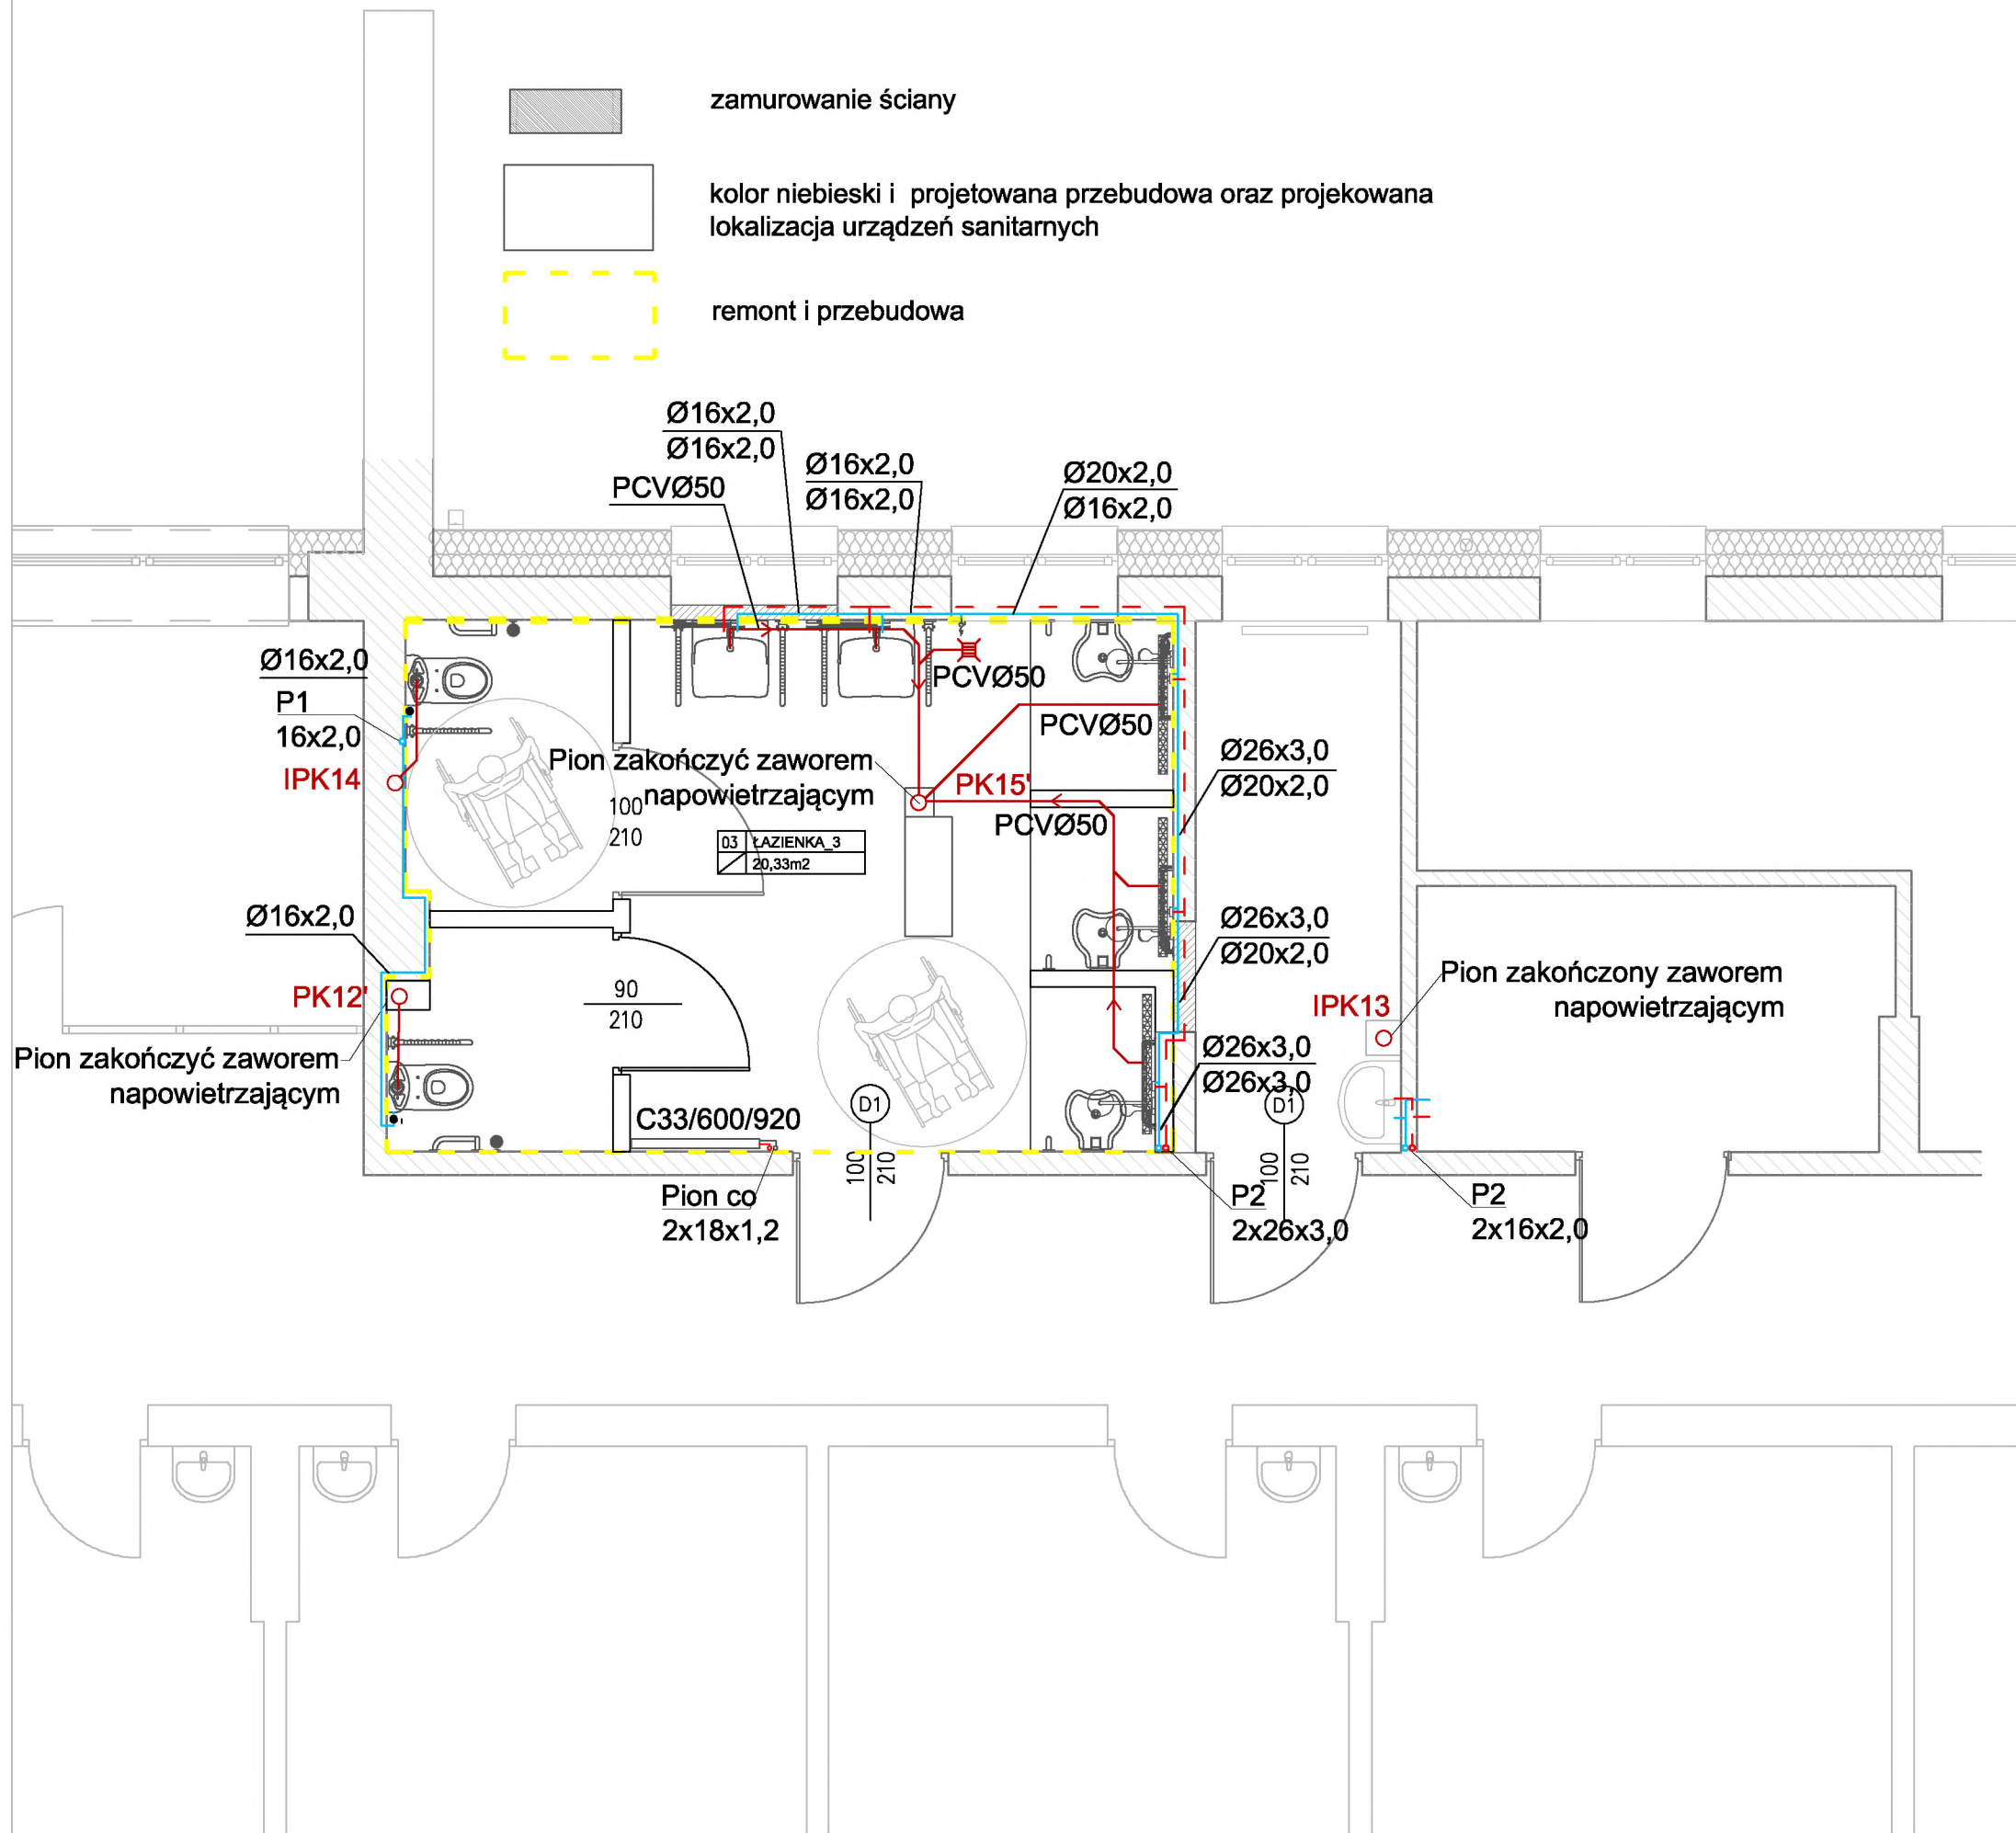 zamurowanie ściany
kolor niebieski i  projetowana przebudowa oraz projekowana
lokalizacja urządzeń sanitarnych
remont i przebudowa
Ø16x2,0
Ø16x2,0
PCVØ50
Ø16x2,0
Ø16x2,0
Ø20x2,0
Ø16x2,0
Ø16x2,0
P1
16x2,0
IPK14
PCVØ50
PCVØ50
Pion zakończyć zaworem
napowietrzającym
PK15'
PCVØ50
100
210
03 ŁAZIENKA_3
20,33m2
Ø26x3,0
Ø20x2,0
Ø16x2,0
Ø26x3,0
Ø20x2,0
PK12'
90
210
Pion zakończyć zaworem
napowietrzającym
IPK13
Pion zakończony zaworem
napowietrzającym
Ø26x3,0
Ø26x3,0
C33/600/920
D1
100
210
D1
100
210
Pion co
2x18x1,2
P2
2x26x3,0
P2
2x16x2,0